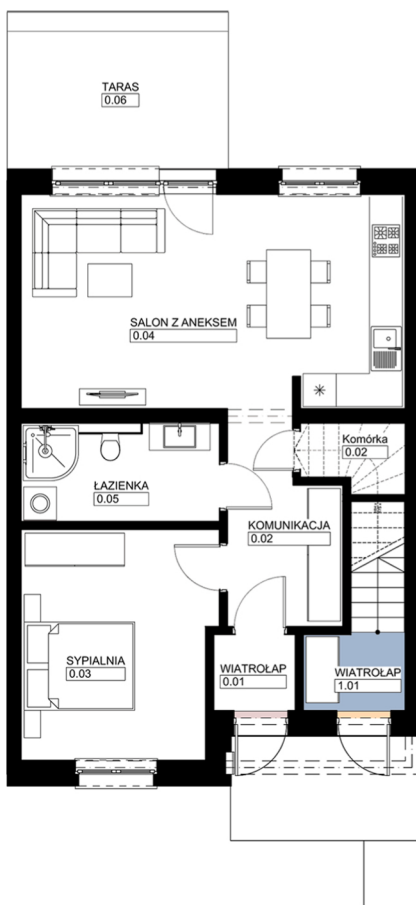 TARAS
0.06
SALON Z ANEKSEM
0.04
Komórka
0.02
ŁAZIENKA
0.05
KOMUNIKACJA
0.02
SYPIALNIA
0.03
WIATROŁAP
0.01
WIATROŁAP
1.01